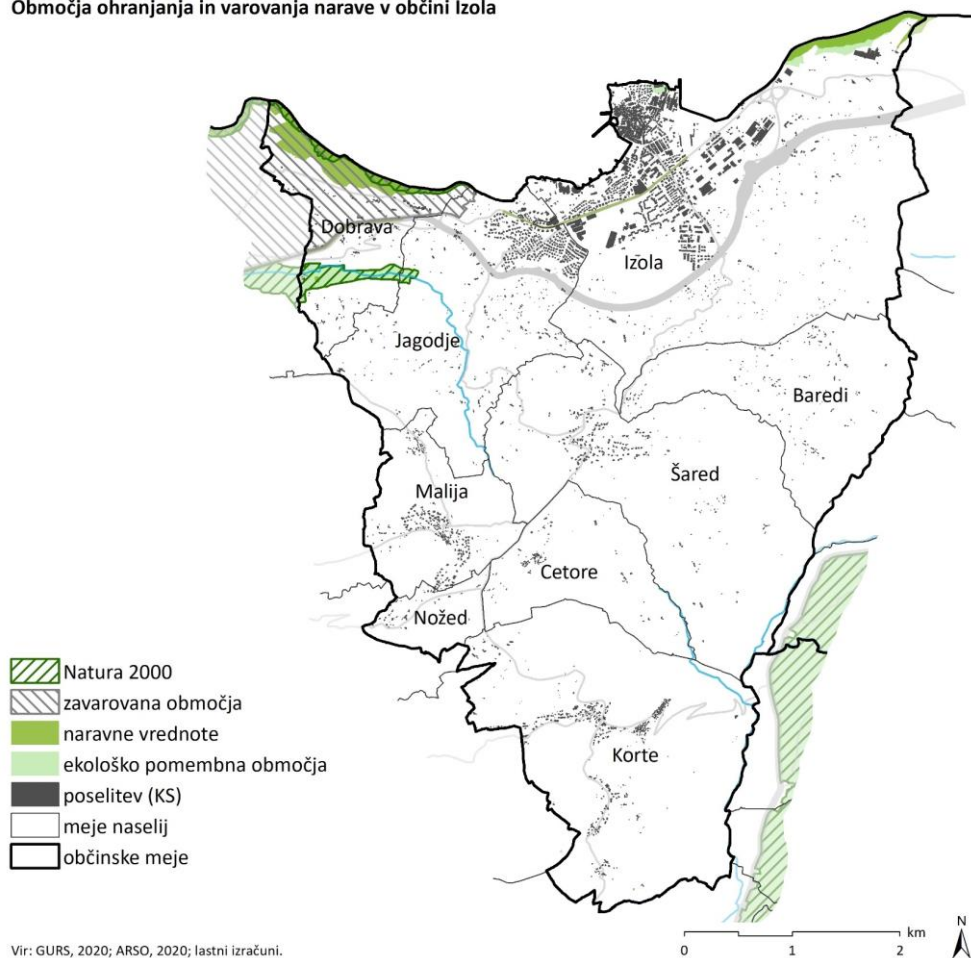 Območja ohranjanja in varovanja narave v občini Izola
Dobrava
Izola
Jagodje
Baredi
Šared
Malija
Cetore
Nožed
Korte
Natura 2000
zavarovana območja
naravne vrednote
ekološko pomembna območja
poselitev (KS)
meje naselij
občinske meje
Vir: GURS, 2020; ARSO, 2020; lastni izračuni.
km
0 1 2
N